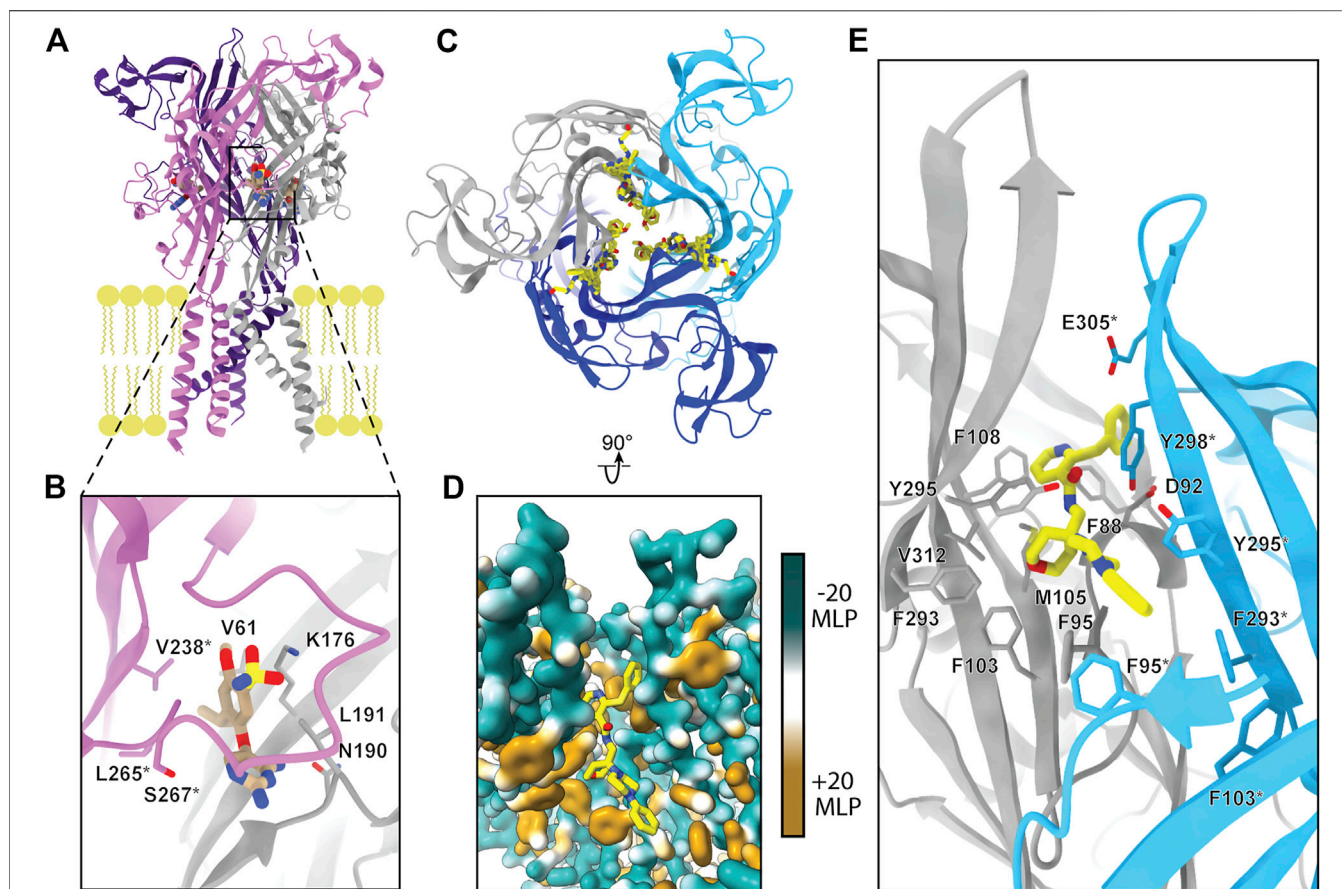 A
B
V238*
V61
K176
L191
N190
L265*
S267*
C
90°
D
-20
MLP
+20
MLP
E
E305*
F108
Y298*
Y295
D92
F88
V312
Y295*
M105
F293
F95
F293*
F103
F95*
F103*